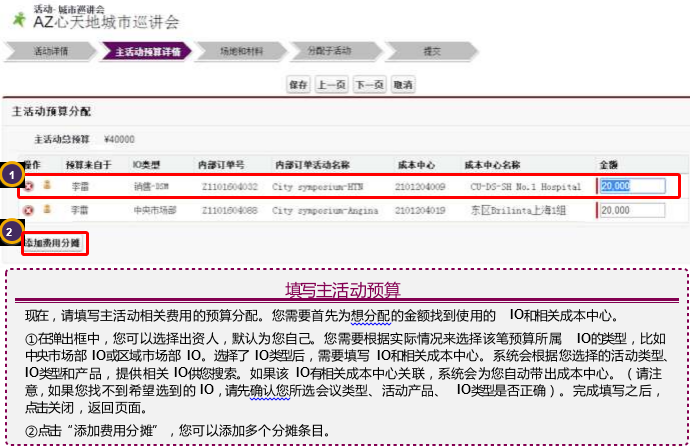 活动- 城市巡讲会
AZ心天地城市巡讲会
活动详情 主活动预算详情 场地和材料 分配子活动 提交
保存 上一页 下一页 取消
主活动预算分配
主活动总预算 ¥40000
操作 预算来自于 IO类型 内部订单号 内部订单活动名称 成本中心 成本中心名称 金额
1 李雷 销售-DSM Z1101604032 City symposium-HTN 2101204009 CU-DS-SH No.1 Hospital 20,000
李雷 中央市场部 Z1101604088 City symposium-Angina 2101204019 东区Brilinta上海1组 20,000
2 添加费用分摊
填写主活动预算
现在，请填写主活动相关费用的预算分配。您需要首先为想分配的金额找到使用的 IO和相关成本中心。
①在弹出框中，您可以选择出资人，默认为您自己。您需要根据实际情况来选择该笔预算所属 IO的类型，比如
中央市场部 IO或区域市场部 IO。选择了 IO类型后，需要填写 IO和相关成本中心。系统会根据您选择的活动类型、
IO类型和产品，提供相关 IO供您搜索。如果该 IO有相关成本中心关联，系统会为您自动带出成本中心。（请注
意，如果您找不到希望选到的 IO，请先确认您所选会议类型、活动产品、 IO类型是否正确）。完成填写之后，
点击关闭，返回页面。
②点击“添加费用分摊”，您可以添加多个分摊条目。